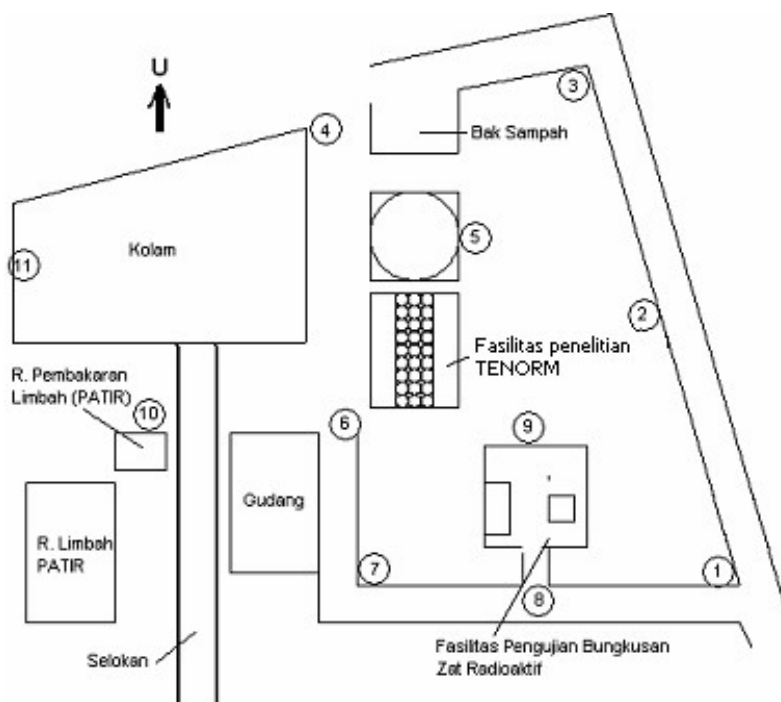 U
3
4
Bak Sampah
5
Kolam
11
2
Fasilitas penelitian
TENORM
R. Pembakaran
Limbah (PATIR)
10
6
9
Gudang
R. Limbah
PATIR
7
8
1
Selokan
Fasilitas Pengujian Bungkusan
Zat Radioaktif